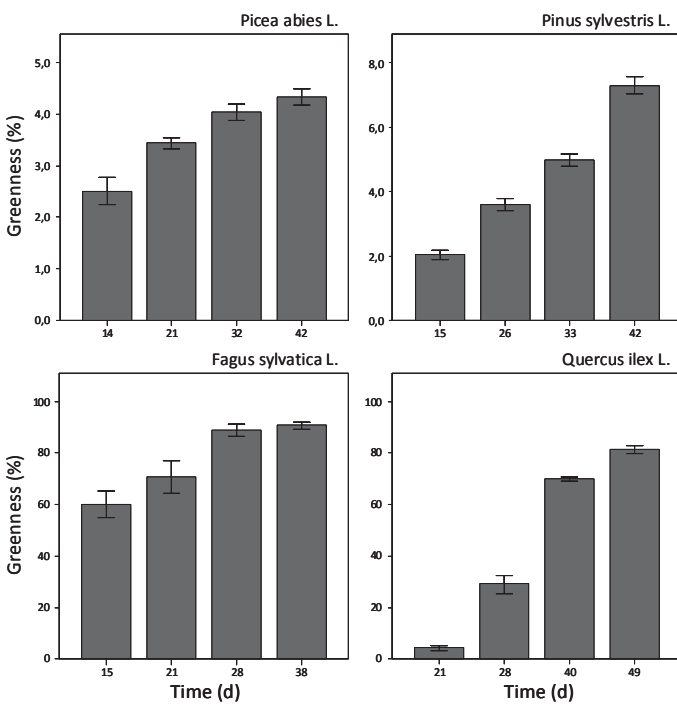 Picea abies L.
Greenness (%)
5,0
4,0
3,0
2,0
1,0
0,0
14 21 32 42
Pinus sylvestris L.
8,0
6,0
4,0
2,0
0,0
15 26 33 42
Fagus sylvatica L.
Greenness (%)
100
80
60
40
20
0
15 21 28 38
Time (d)
Quercus ilex L.
100
80
60
40
20
0
21 28 40 49
Time (d)